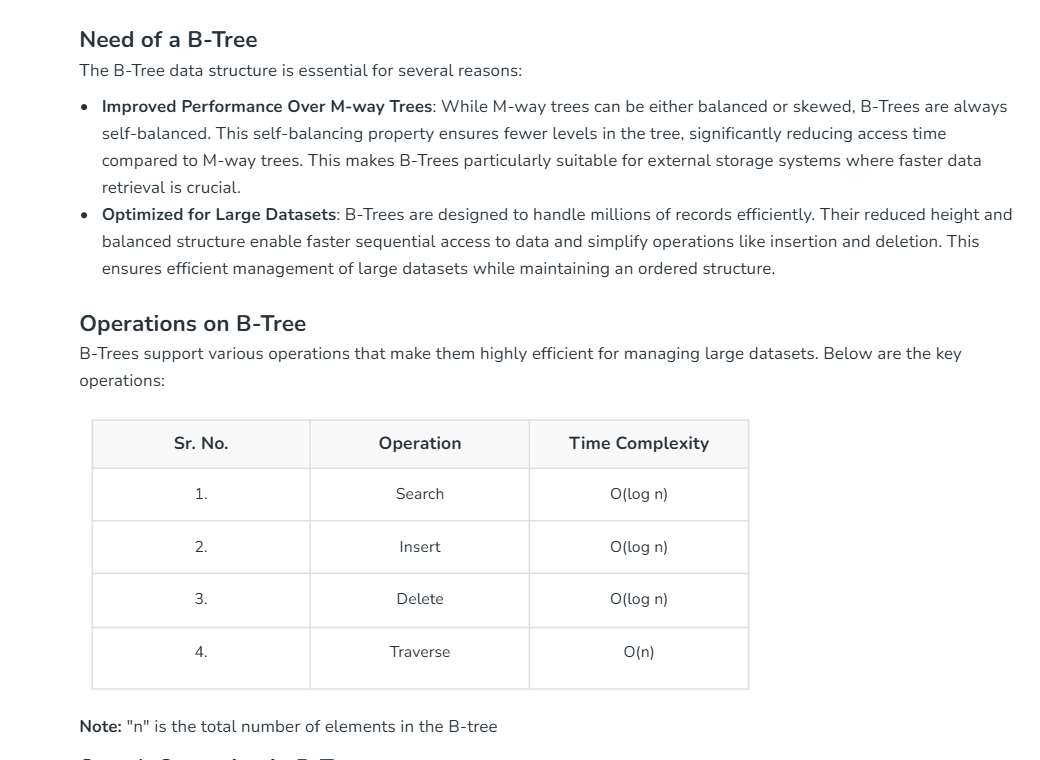 Need of a B-Tree
The B-Tree data structure is essential for several reasons:
• Improved Performance Over M-way Trees: While M-way trees can be either balanced or skewed, B-Trees are always
self-balanced. This self-balancing property ensures fewer levels in the tree, significantly reducing access time
compared to M-way trees. This makes B-Trees particularly suitable for external storage systems where faster data
retrieval is crucial.
• Optimized for Large Datasets: B-Trees are designed to handle millions of records efficiently. Their reduced height and
balanced structure enable faster sequential access to data and simplify operations like insertion and deletion. This
ensures efficient management of large datasets while maintaining an ordered structure.
Operations on B-Tree
B-Trees support various operations that make them highly efficient for managing large datasets. Below are the key
operations:
Sr. No. Operation Time Complexity
1. Search O(log n)
2. Insert O(log n)
3. Delete O(log n)
4. Traverse O(n)
Note: "n" is the total number of elements in the B-tree